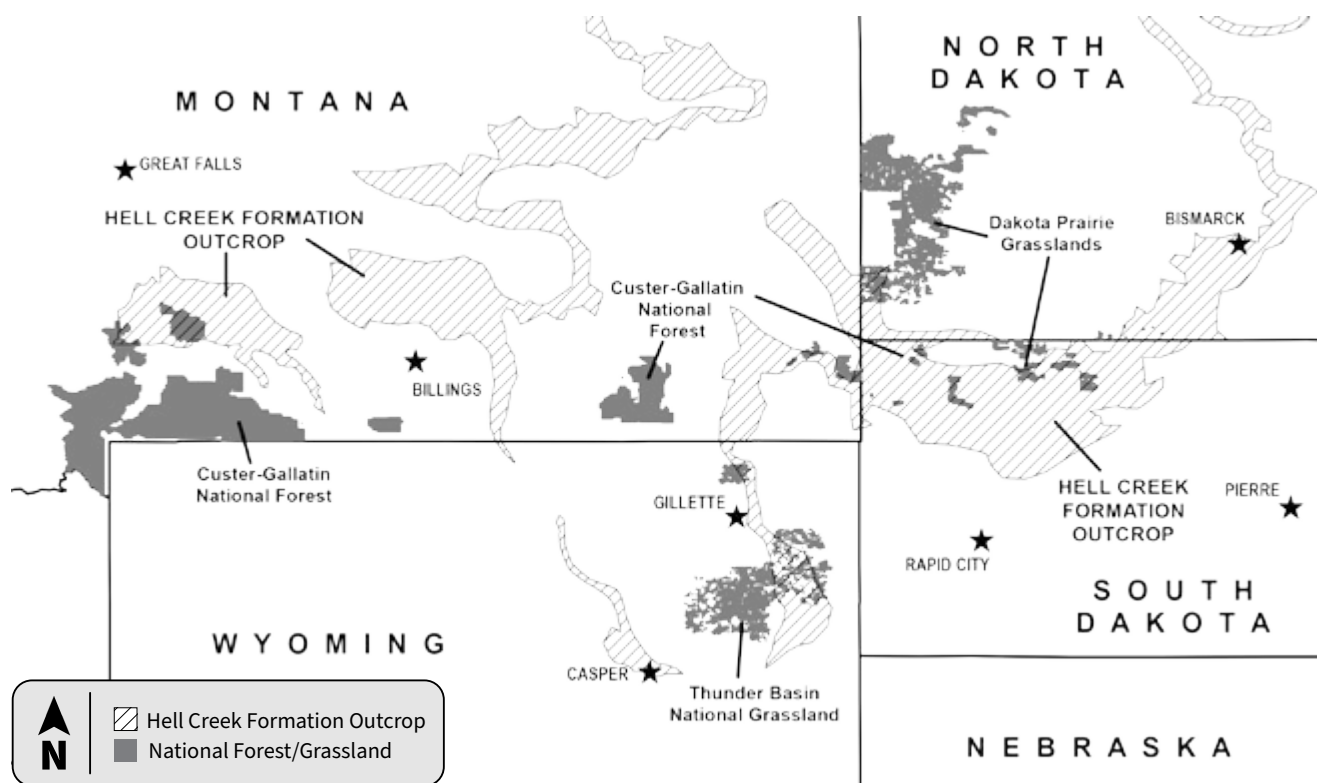 NORTH
DAKOTA
MONTANA
GREAT FALLS
HELL CREEK FORMATION
OUTCROP
Dakota Prairie
Grasslands
BISMARCK
Custer-Gallatin
National
Forest
BILLINGS
Custer-Gallatin
National Forest
GILLETTE
HELL CREEK
FORMATION
OUTCROP
PIERRE
RAPID CITY
SOUTH
DAKOTA
WYOMING
CASPER
Thunder Basin
National Grassland
NEBRASKA
N
Hell Creek Formation Outcrop
National Forest/Grassland